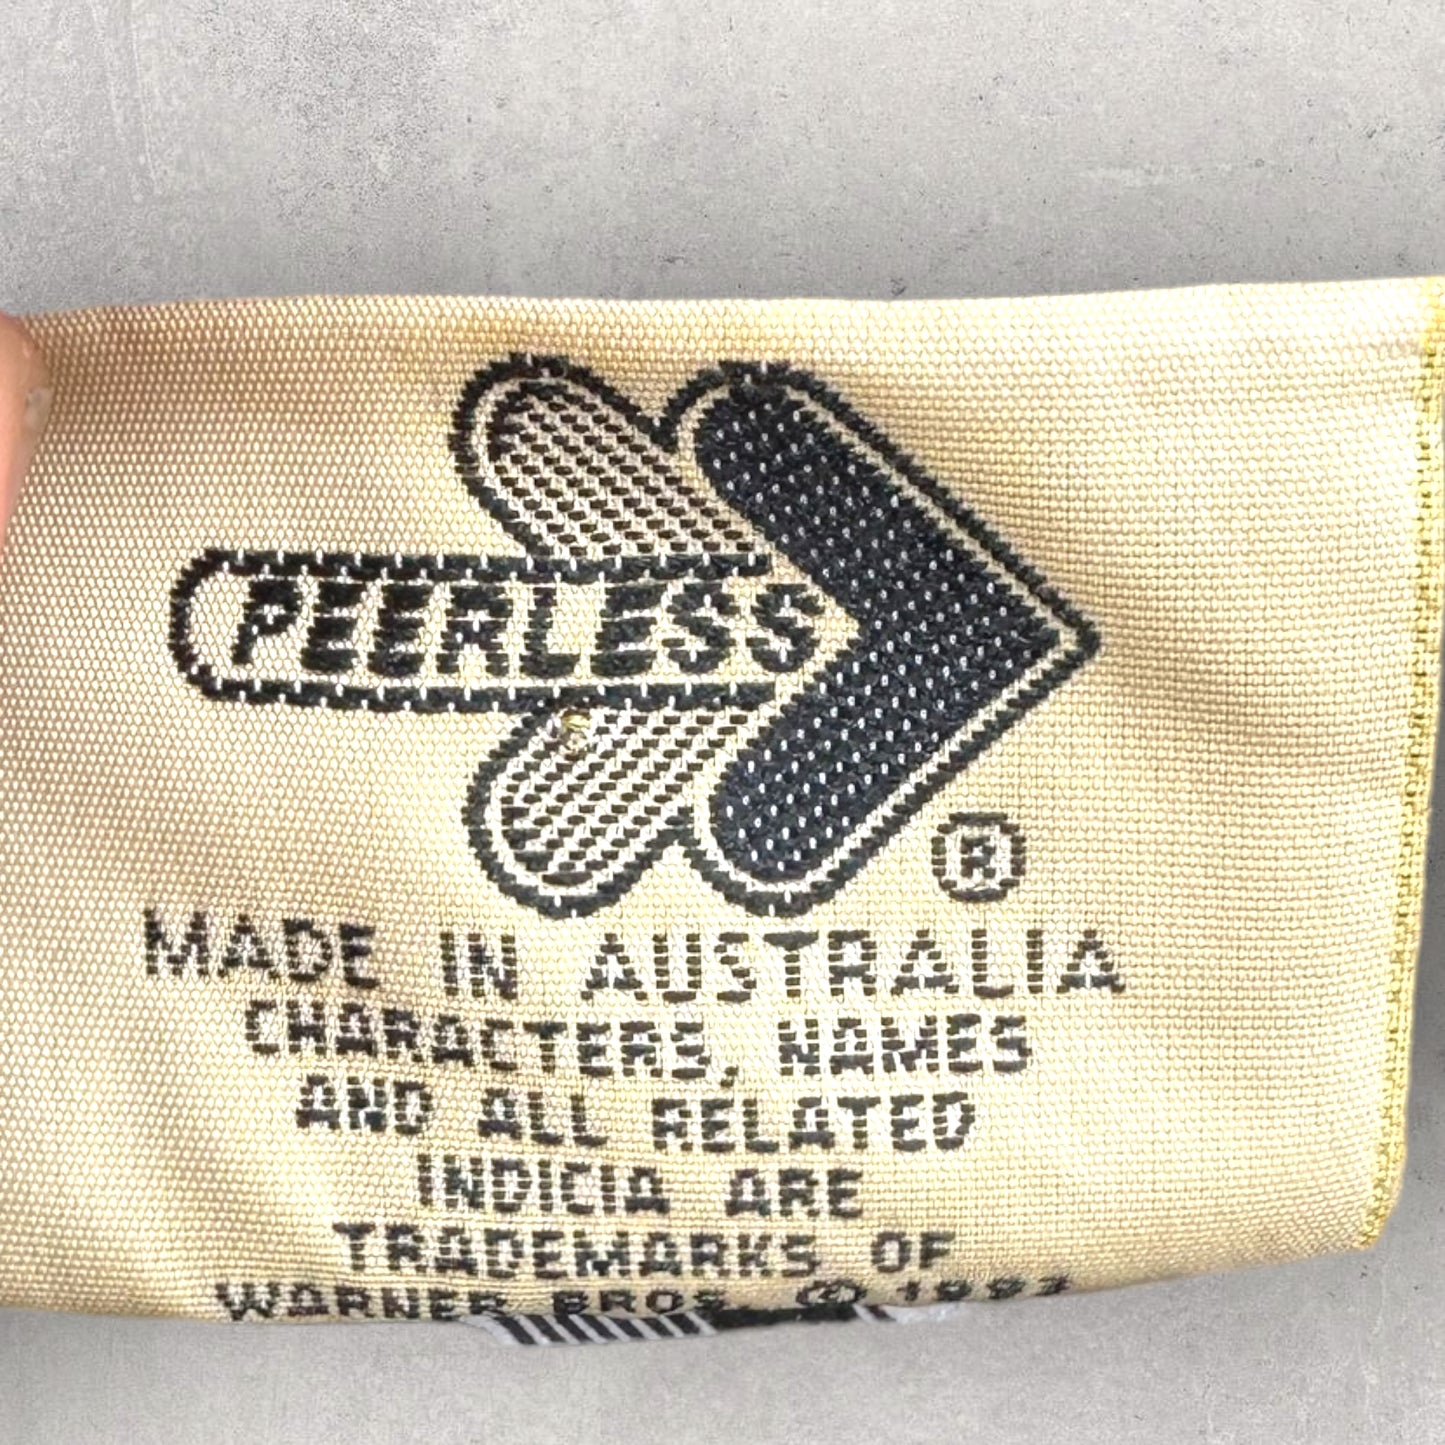 PEERLESS
®
MADE IN AUSTRALIA
CHARACTERS, NAMES
AND ALL RELATED
INDICIA ARE
TRADEMARKS OF
WARNER BROS. ©